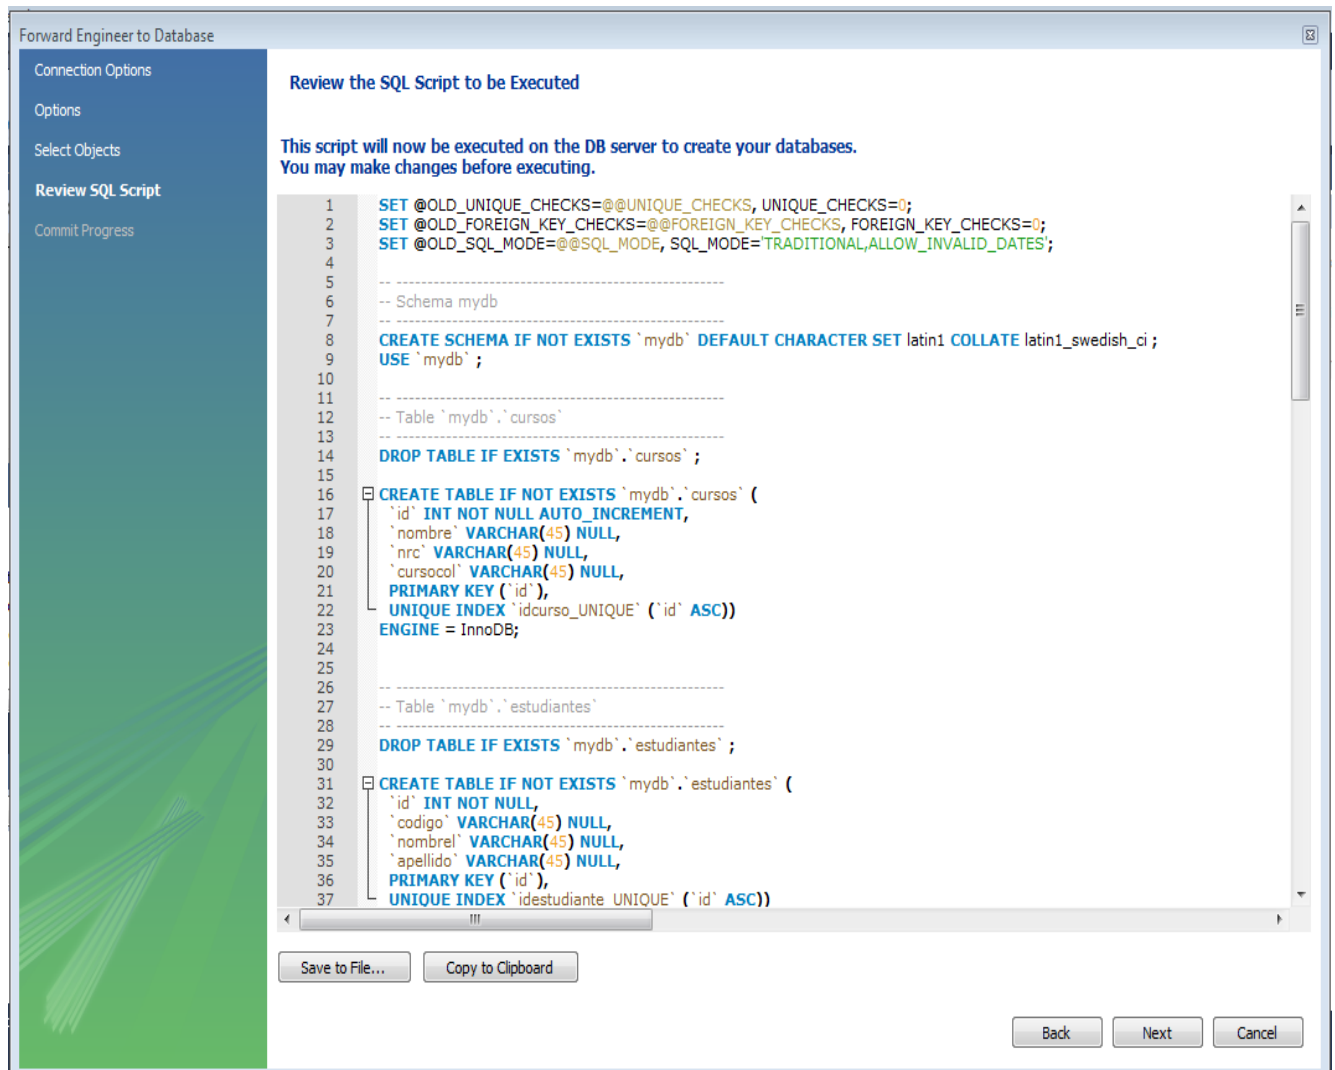 Forward Engineer to Database
Connection Options
Options
Select Objects
Review SQL Script
Commit Progress
Review the SQL Script to be Executed
This script will now be executed on the DB server to create your databases.
You may make changes before executing.
1 SET @OLD_UNIQUE_CHECKS=@@UNIQUE_CHECKS, UNIQUE_CHECKS=0;
2 SET @OLD_FOREIGN_KEY_CHECKS=@@FOREIGN_KEY_CHECKS, FOREIGN_KEY_CHECKS=0;
3 SET @OLD_SQL_MODE=@@SQL_MODE, SQL_MODE='TRADITIONAL,ALLOW_INVALID_DATES';
4
5 -- -----------------------------------------------------
6 -- Schema mydb
7 -- -----------------------------------------------------
8 CREATE SCHEMA IF NOT EXISTS `mydb` DEFAULT CHARACTER SET latin1 COLLATE latin1_swedish_ci ;
9 USE `mydb` ;
10
11 -- -----------------------------------------------------
12 -- Table `mydb`.`cursos`
13 -- -----------------------------------------------------
14 DROP TABLE IF EXISTS `mydb`.`cursos` ;
15
16 CREATE TABLE IF NOT EXISTS `mydb`.`cursos` (
17 `id` INT NOT NULL AUTO_INCREMENT,
18 `nombre` VARCHAR(45) NULL,
19 `nrc` VARCHAR(45) NULL,
20 `cursocol` VARCHAR(45) NULL,
21 PRIMARY KEY (`id`),
22 UNIQUE INDEX `idcurso_UNIQUE` (`id` ASC))
23 ENGINE = InnoDB;
24
25
26 -- -----------------------------------------------------
27 -- Table `mydb`.`estudiantes`
28 -- -----------------------------------------------------
29 DROP TABLE IF EXISTS `mydb`.`estudiantes` ;
30
31 CREATE TABLE IF NOT EXISTS `mydb`.`estudiantes` (
32 `id` INT NOT NULL,
33 `codigo` VARCHAR(45) NULL,
34 `nombrel` VARCHAR(45) NULL,
35 `apellido` VARCHAR(45) NULL,
36 PRIMARY KEY (`id`),
37 UNIQUE INDEX `idestudiante_UNIQUE` (`id` ASC))
Save to File...
Copy to Clipboard
Back
Next
Cancel